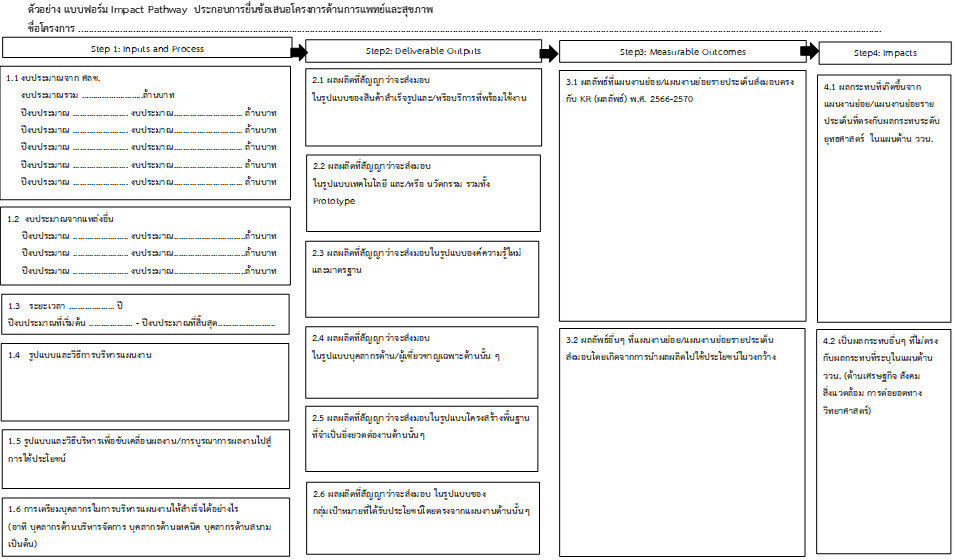 ตัวอย่าง แบบฟอร์ม Impact Pathway ประกอบการยื่นข้อเสนอโครงการด้านการแพทย์และสุขภาพ
ชื่อโครงการ ........................................................................................................................
Step 1: Inputs and Process
1.1 งบประมาณจาก ศลช.
งบประมาณรวม ..........................ล้านบาท
ปีงบประมาณ ........................ งบประมาณ............................. ล้านบาท
ปีงบประมาณ ........................ งบประมาณ............................. ล้านบาท
ปีงบประมาณ ........................ งบประมาณ............................. ล้านบาท
ปีงบประมาณ ........................ งบประมาณ............................. ล้านบาท
ปีงบประมาณ ........................ งบประมาณ............................. ล้านบาท
1.2 งบประมาณจากแหล่งอื่น
ปีงบประมาณ ........................ งบประมาณ..............................ล้านบาท
ปีงบประมาณ ........................ งบประมาณ..............................ล้านบาท
ปีงบประมาณ ........................ งบประมาณ..............................ล้านบาท
1.3 ระยะเวลา .................... ปี
ปีงบประมาณที่เริ่มต้น ................... - ปีงบประมาณที่สิ้นสุด.........................
1.4 รูปแบบและวิธีการบริหารแผนงาน
1.5 รูปแบบและวิธีบริหารเพื่อขับเคลื่อนผลงาน/การบูรณาการผลงานไปสู่
การใช้ประโยชน์
1.6 การเตรียมบุคลากรในการบริหารแผนงานให้สำเร็จได้อย่างไร
(อาทิ บุคลากรด้านบริหารจัดการ บุคลากรด้านเทคนิค บุคลากรด้านสนาม
เป็นต้น)
Step2: Deliverable Outputs
2.1 ผลผลิตที่สัญญาว่าจะส่งมอบ
ในรูปแบบของสินค้าสำเร็จรูปและ/หรือบริการที่พร้อมใช้งาน
2.2 ผลผลิตที่สัญญาว่าจะส่งมอบ
ในรูปแบบเทคโนโลยี และ/หรือ นวัตกรรม รวมทั้ง
Prototype
2.3 ผลผลิตที่สัญญาว่าจะส่งมอบในรูปแบบองค์ความรู้ใหม่
และมาตรฐาน
2.4 ผลผลิตที่สัญญาว่าจะส่งมอบ
ในรูปแบบบุคลากรด้าน/ผู้เชี่ยวชาญเฉพาะด้านนั้น ๆ
2.5 ผลผลิตที่สัญญาว่าจะส่งมอบในรูปแบบโครงสร้างพื้นฐาน
ที่จำเป็นยิ่งยวดต่องานด้านนั้นๆ
2.6 ผลผลิตที่สัญญาว่าจะส่งมอบ ในรูปแบบของ
กลุ่มเป้าหมายที่ได้รับประโยชน์โดยตรงจากแผนงานด้านนั้นๆ
Step3: Measurable Outcomes
3.1 ผลลัพธ์ที่แผนงานย่อย/แผนงานย่อยรายประเด็นส่งมอบตรง
กับ KR (ผลลัพธ์) พ.ศ. 2566-2570
3.2 ผลลัพธ์อื่นๆ ที่แผนงานย่อย/แผนงานย่อยรายประเด็น
ส่งมอบโดยเกิดจากการนำผลผลิตไปใช้ประโยชน์ในวงกว้าง
Step4: Impacts
4.1 ผลกระทบที่เกิดขึ้นจาก
แผนงานย่อย/แผนงานย่อยราย
ประเด็นที่ตรงกับผลกระทบระดับ
ยุทธศาสตร์ ในแผนด้าน ววน.
4.2 เป็นผลกระทบอื่นๆ ที่ไม่ตรง
กับผลกระทบที่ระบุในแผนด้าน
ววน. (ด้านเศรษฐกิจ สังคม
สิ่งแวดล้อม การต่อยอดทาง
วิทยาศาสตร์)